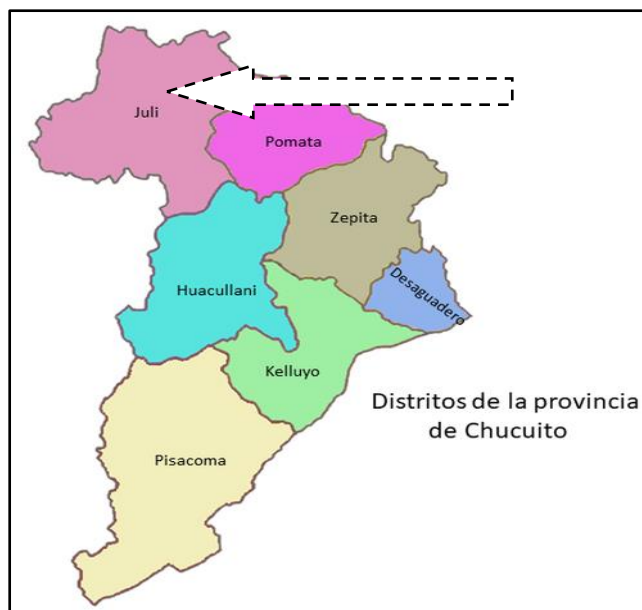 Juli
Pomata
Zepita
Desaguadero
Huacullani
Kelluyo
Distritos de la provincia
de Chucuito
Pisacoma